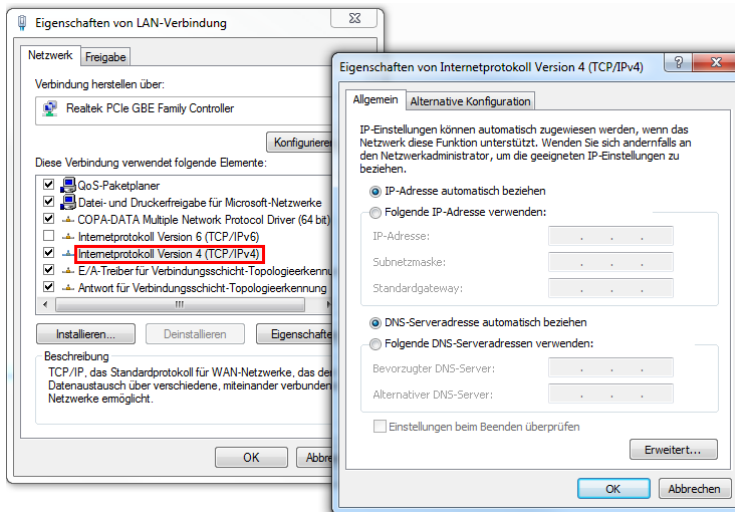 Eigenschaften von LAN-Verbindung
Netzwerk Freigabe
Verbindung herstellen über:
Realtek PCIe GBE Family Controller
Konfigurieren
Diese Verbindung verwendet folgende Elemente:
QoS-Paketplaner
Datei- und Druckerfreigabe für Microsoft-Netzwerke
COPA-DATA Multiple Network Protocol Driver (64 bit)
Internetprotokoll Version 6 (TCP/IPv6)
Internetprotokoll Version 4 (TCP/IPv4)
E/A-Treiber für Verbindungsschicht-Topologieerkennu
Antwort für Verbindungsschicht-Topologieerkennung
Installieren... Deinstallieren Eigenschafte
Beschreibung
TCP/IP, das Standardprotokoll für WAN-Netzwerke, das de
Datenaustausch über verschiedene, miteinander verbunden
Netzwerke ermöglicht.
OK Abbre
Eigenschaften von Internetprotokoll Version 4 (TCP/IPv4)
Allgemein Alternative Konfiguration
IP-Einstellungen können automatisch zugewiesen werden, wenn das
Netzwerk diese Funktion unterstützt. Wenden Sie sich andernfalls an
den Netzwerkadministrator, um die geeigneten IP-Einstellungen zu
beziehen.
IP-Adresse automatisch beziehen
Folgende IP-Adresse verwenden:
IP-Adresse:
Subnetzmaske:
Standardgateway:
DNS-Serveradresse automatisch beziehen
Folgende DNS-Serveradressen verwenden:
Bevorzugter DNS-Server:
Alternativer DNS-Server:
Einstellungen beim Beenden überprüfen
Erweitert...
OK Abbrechen